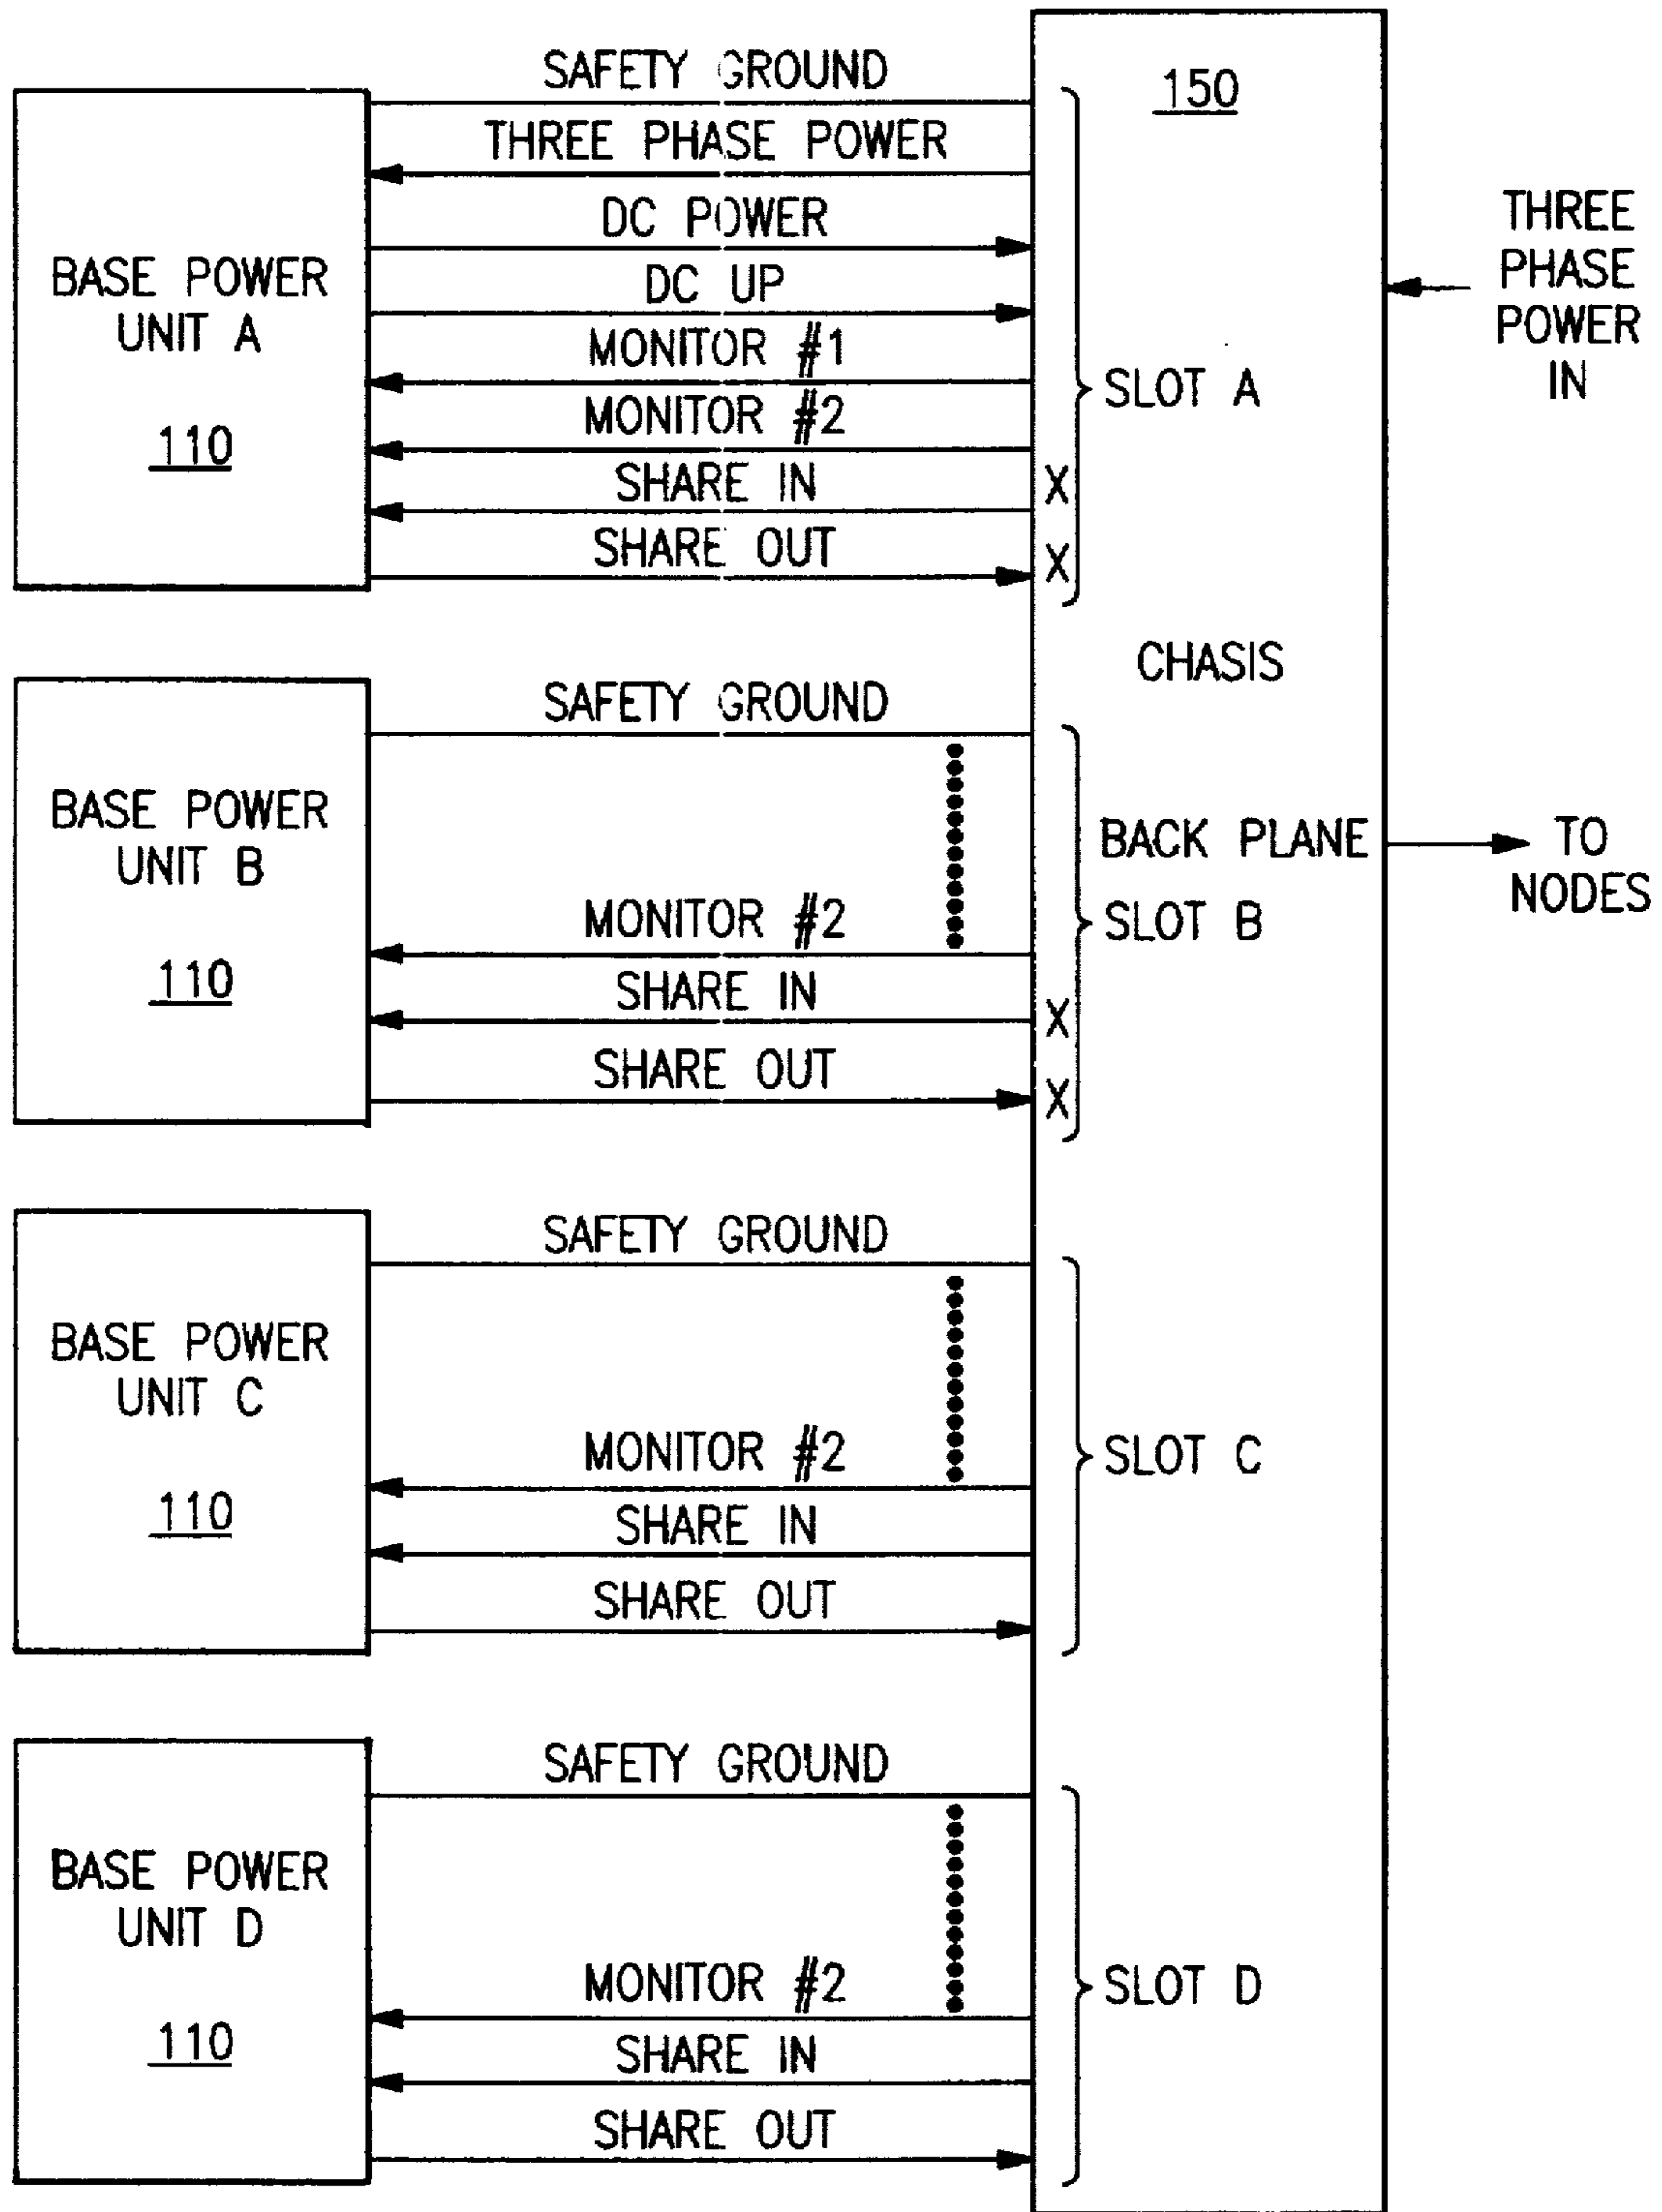 SAFETY GROUND
THREE PHASE POWER
DC POWER
DC UP
MONITOR #1
MONITOR #2
SHARE IN
SHARE OUT
BASE POWER
UNIT A
110
X
X
SLOT A
150
THREE
PHASE
POWER
IN
CHASIS
SAFETY GROUND
MONITOR #2
SHARE IN
SHARE OUT
BASE POWER
UNIT B
110
X
X
BACK PLANE
SLOT B
TO
NODES
SAFETY GROUND
MONITOR #2
SHARE IN
SHARE OUT
BASE POWER
UNIT C
110
SLOT C
SAFETY GROUND
MONITOR #2
SHARE IN
SHARE OUT
BASE POWER
UNIT D
110
SLOT D